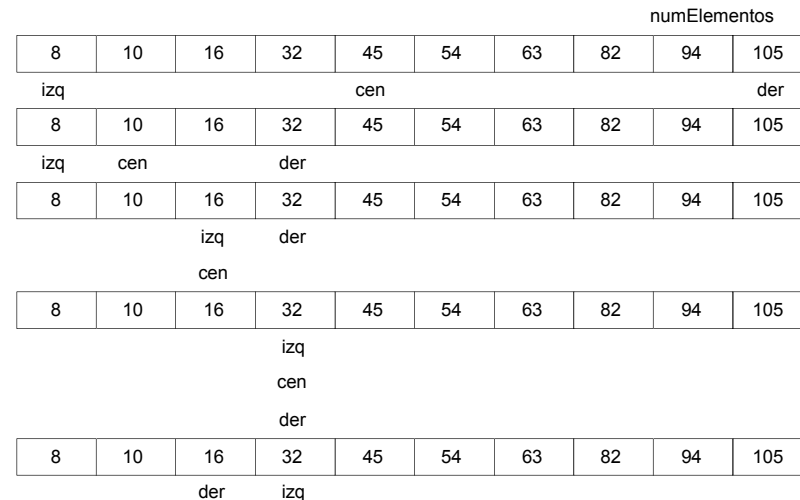 numElementos
8 10 16 32 45 54 63 82 94 105
izq cen der
8 10 16 32 45 54 63 82 94 105
izq cen der
8 10 16 32 45 54 63 82 94 105
izq der
cen
8 10 16 32 45 54 63 82 94 105
izq
cen
der
8 10 16 32 45 54 63 82 94 105
der izq